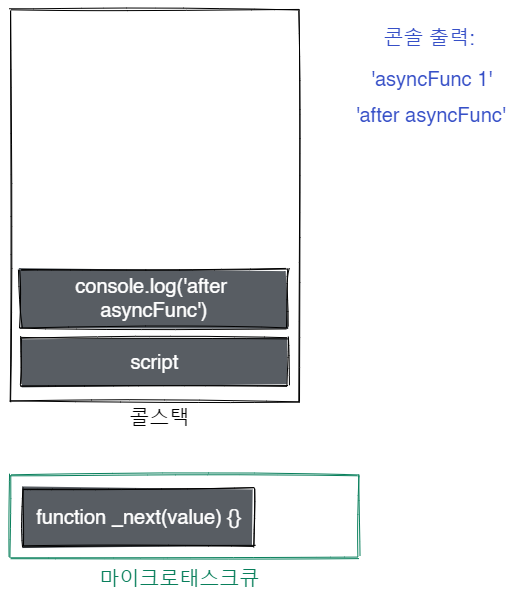 콘솔 출력:
'asyncFunc 1'
'after asyncFunc'
console.log('after
asyncFunc')
script
콜스택
function _next(value) {}
마이크로태스크큐